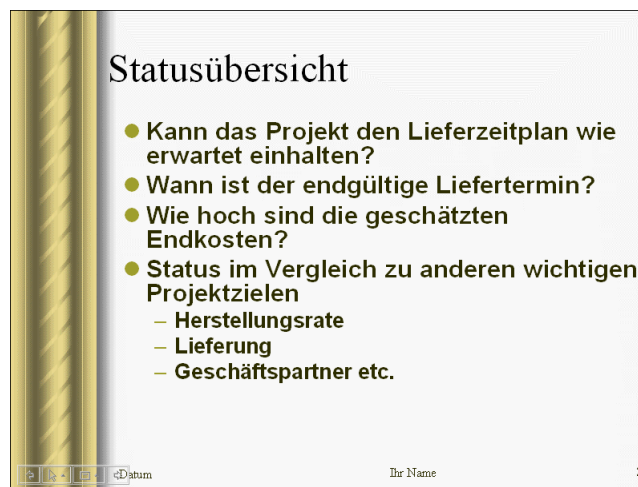 Statusübersicht
Kann das Projekt den Lieferzeitplan wie
erwartet einhalten?
Wann ist der endgültige Liefertermin?
Wie hoch sind die geschätzten
Endkosten?
Status im Vergleich zu anderen wichtigen
Projektzielen
– Herstellungsrate
– Lieferung
– Geschäftspartner etc.
Datum Ihr Name